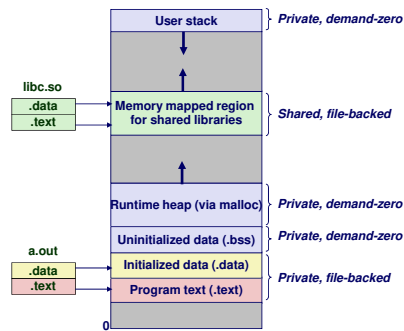 User stack
Private, demand-zero
libc.so
.data
.text
Memory mapped region
for shared libraries
Shared, file-backed
Runtime heap (via malloc)
Private, demand-zero
Uninitialized data (.bss)
Private, demand-zero
a.out
.data
.text
Initialized data (.data)
Program text (.text)
Private, file-backed
0